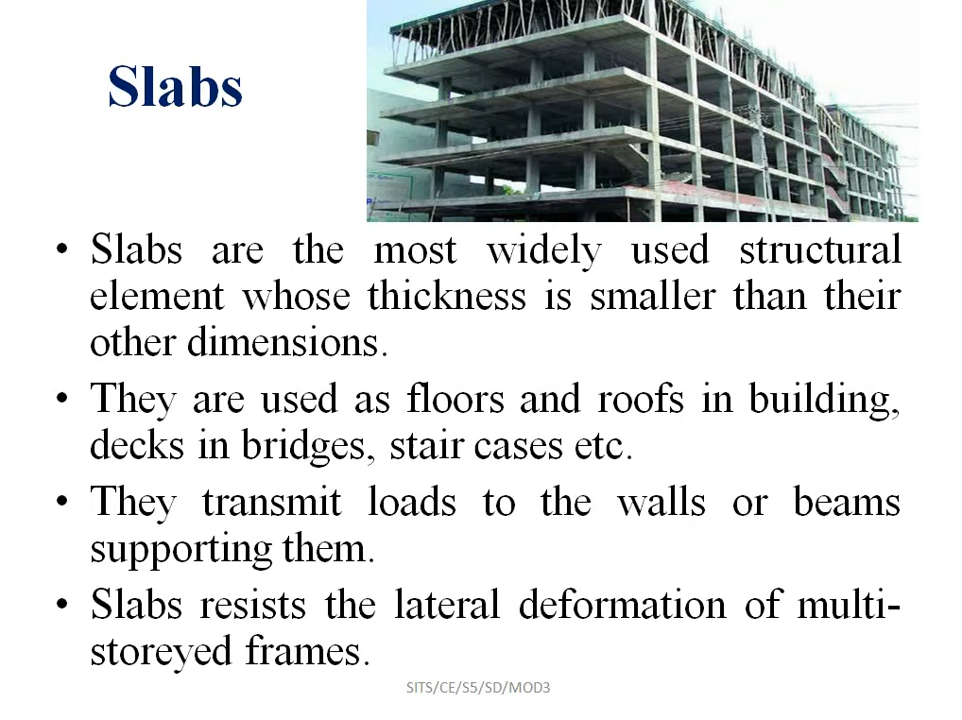 Slabs
• Slabs are the most widely used structural
element whose thickness is smaller than their
other dimensions.
• They are used as floors and roofs in building,
decks in bridges, stair cases etc.
• They transmit loads to the walls or beams
supporting them.
• Slabs resists the lateral deformation of multi-
storeyed frames.
SITS/CE/S5/SD/MOD3